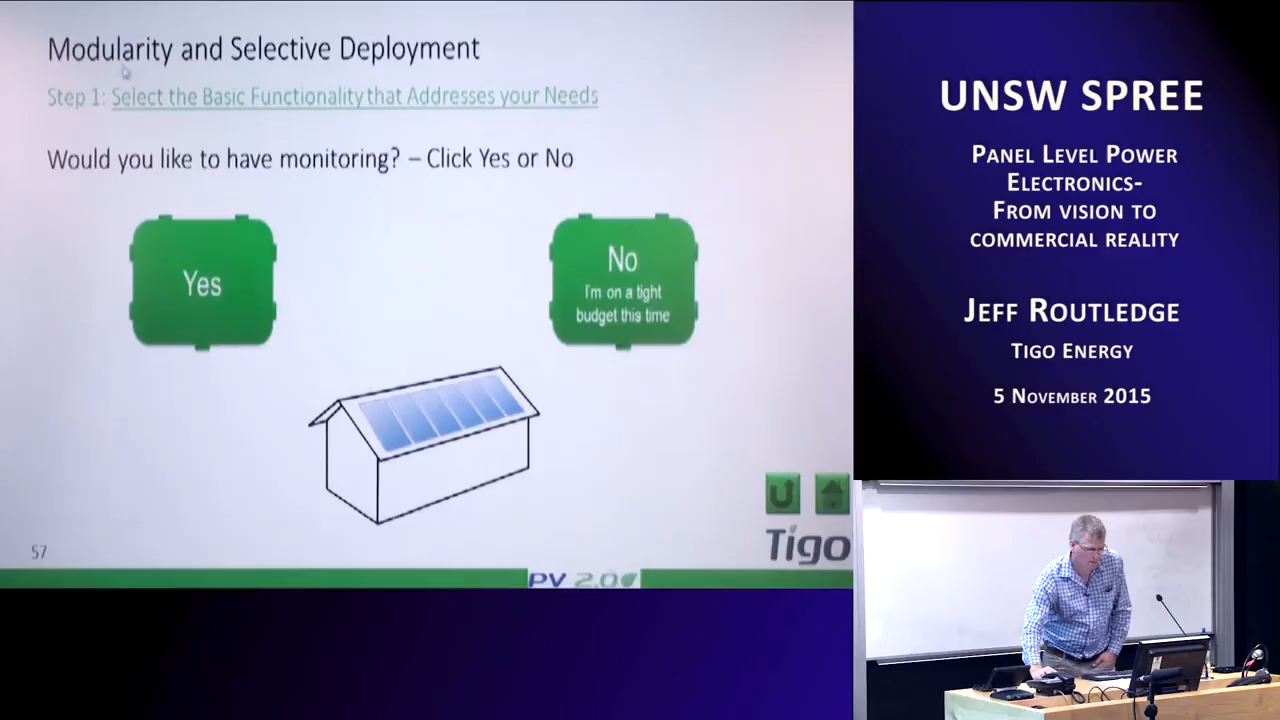 Modularity and Selective Deployment
Step 1: Select the Basic Functionality that Addresses your Needs
Would you like to have monitoring? – Click Yes or No
Yes
No
I'm on a tight
budget this time
57
Tigo
PV 2.0
UNSW SPREE
PANEL LEVEL POWER
ELECTRONICS-
FROM VISION TO
COMMERCIAL REALITY
JEFF ROUTLEDGE
TIGO ENERGY
5 NOVEMBER 2015